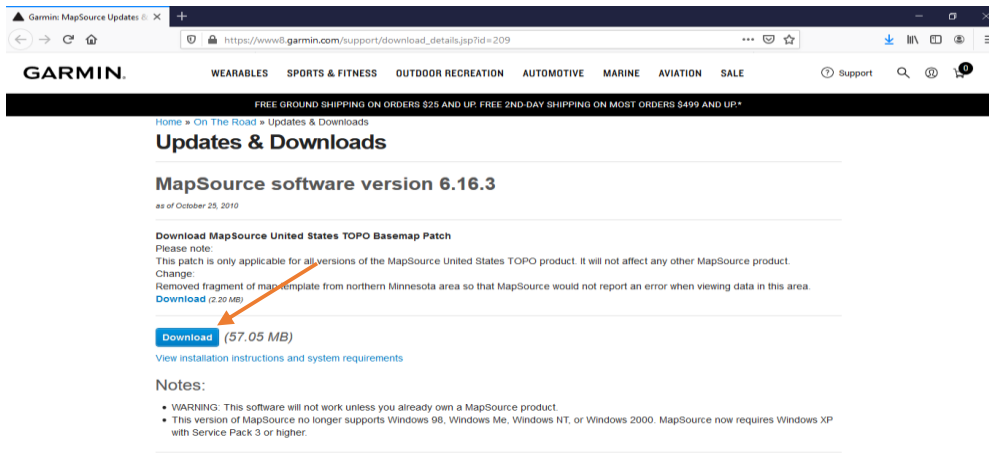 Garmin: MapSource Updates &
https://www8.garmin.com/support/download_details.jsp?id=209
GARMIN.
WEARABLES SPORTS & FITNESS OUTDOOR RECREATION AUTOMOTIVE MARINE AVIATION SALE
Support
0
FREE GROUND SHIPPING ON ORDERS $25 AND UP. FREE 2ND-DAY SHIPPING ON MOST ORDERS $499 AND UP.*
Home » On The Road » Updates & Downloads
Updates & Downloads
MapSource software version 6.16.3
as of October 25, 2010
Download MapSource United States TOPO Basemap Patch
Please note:
This patch is only applicable for all versions of the MapSource United States TOPO product. It will not affect any other MapSource product.
Change:
Removed fragment of map template from northern Minnesota area so that MapSource would not report an error when viewing data in this area.
Download (2.20 MB)
Download (57.05 MB)
View installation instructions and system requirements
Notes:
• WARNING: This software will not work unless you already own a MapSource product.
• This version of MapSource no longer supports Windows 98, Windows Me, Windows NT, or Windows 2000. MapSource now requires Windows XP
with Service Pack 3 or higher.